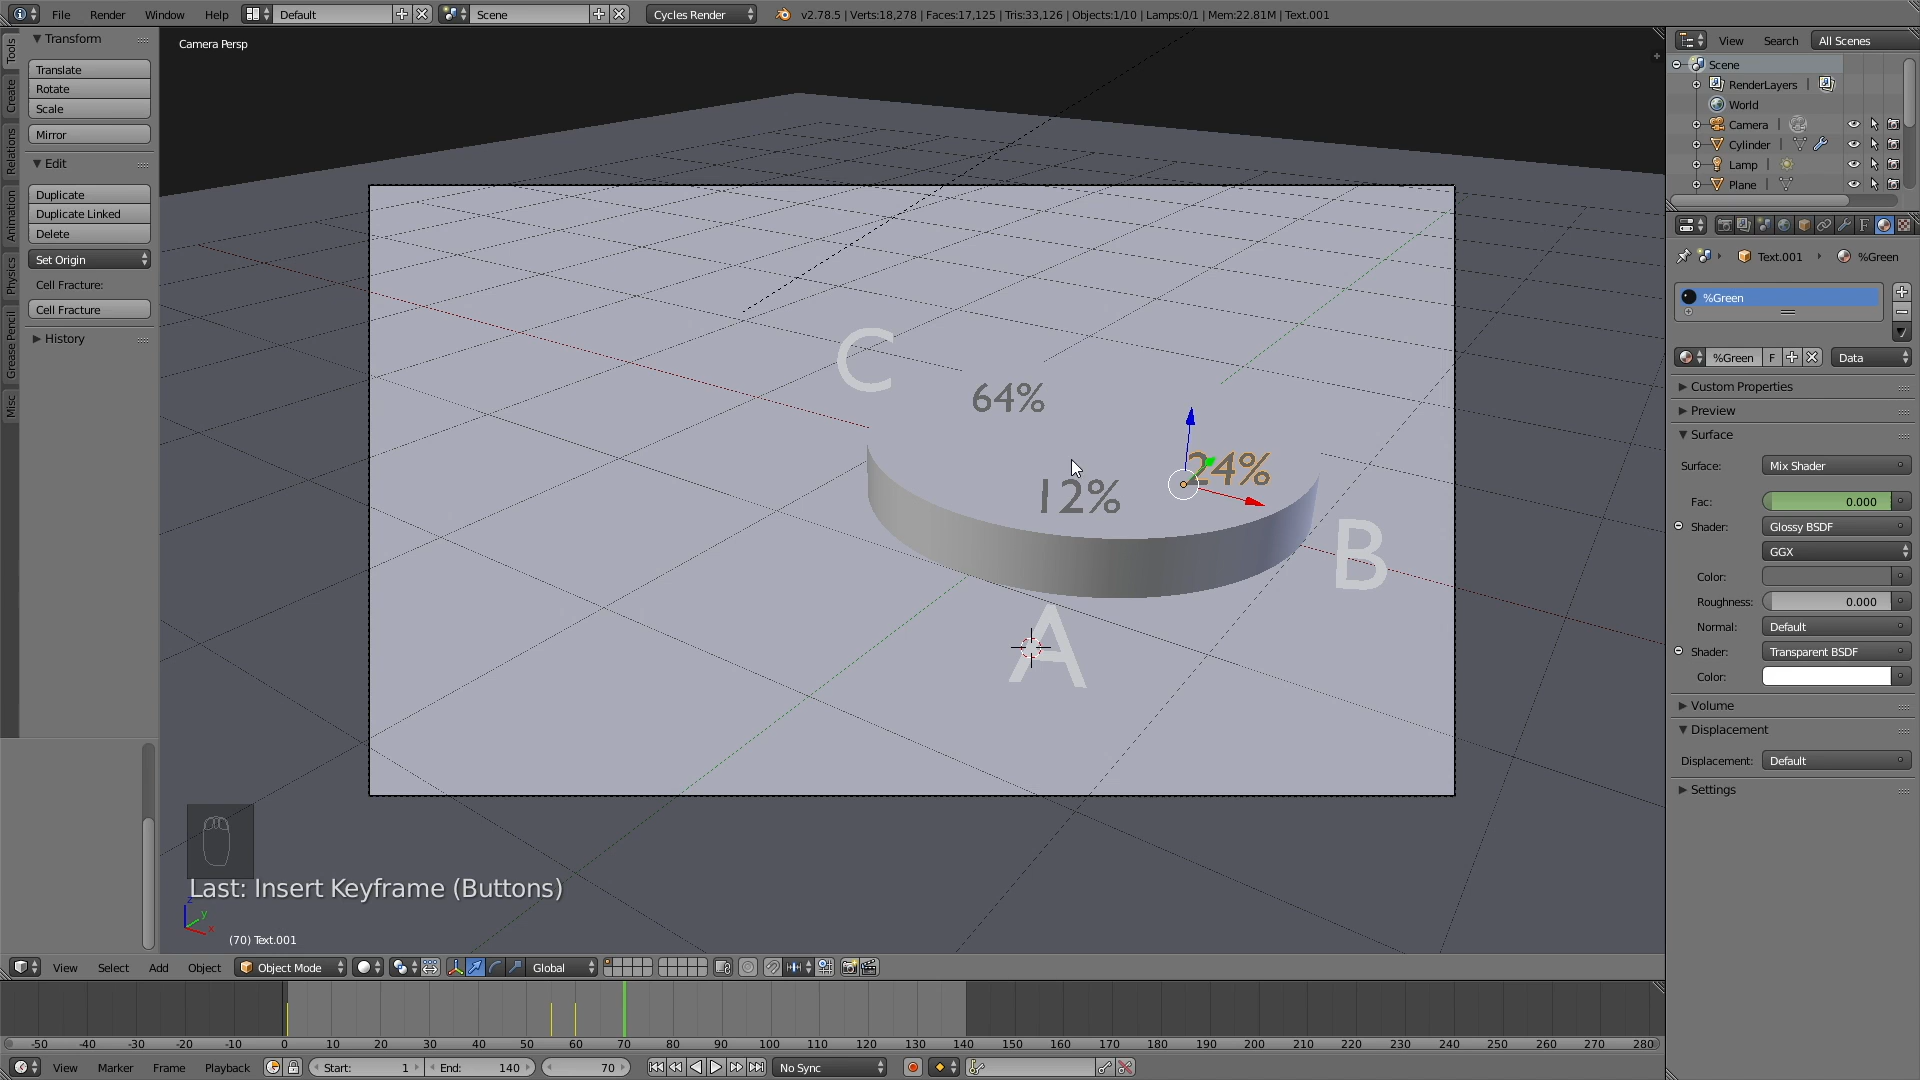 File Render Window Help Default Scene Cycles Render v2.78.5 | Verts:18,278 | Faces:17,125 | Tris:33,126 | Objects:1/10 | Lamps:0/1 | Mem:22.81M | Text.001
Tools
Create
Relations
Animation
Physics
Grease Pencil
Misc
Transform
Translate
Rotate
Scale
Mirror
Edit
Duplicate
Duplicate Linked
Delete
Set Origin
Cell Fracture:
Cell Fracture
History
Camera Persp
C
64%
24%
12%
B
A
Last: Insert Keyframe (Buttons)
z
y
x
(70) Text.001
View Select Add Object Object Mode Global
-50 -40 -30 -20 -10 0 10 20 30 40 50 60 70 80 90 100 110 120 130 140 150 160 170 180 190 200 210 220 230 240 250 260 270 280
View Marker Frame Playback Start: 1 End: 140 70 No Sync
View Search All Scenes
Scene
RenderLayers |
World
Camera |
Cylinder |
Lamp |
Plane |
Text.001 %Green
%Green
%Green F Data
Custom Properties
Preview
Surface
Surface: Mix Shader
Fac: 0.000
Shader: Glossy BSDF
GGX
Color:
Roughness: 0.000
Normal: Default
Shader: Transparent BSDF
Color:
Volume
Displacement
Displacement: Default
Settings